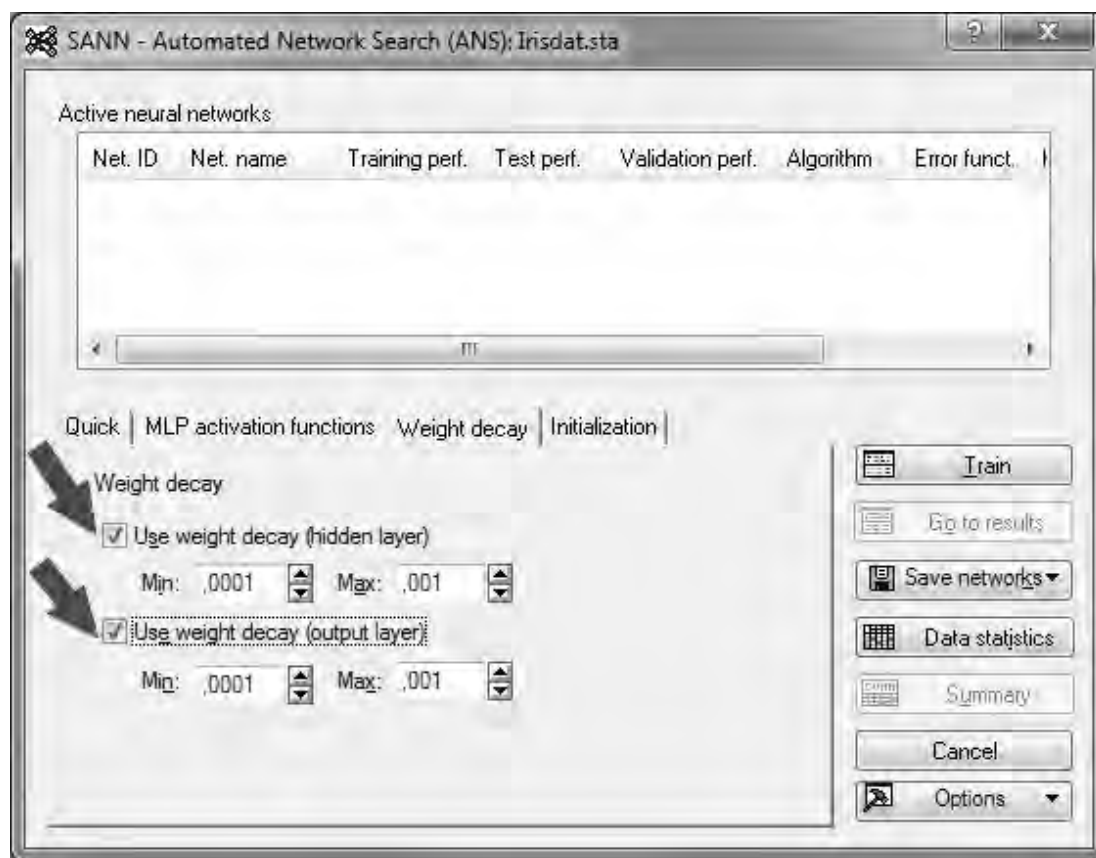 SANN - Automated Network Search (ANS): Irisdat.sta
Active neural networks
Net. ID Net. name Training perf. Test perf. Validation perf. Algorithm Error funct.
Quick MLP activation functions Weight decay Initialization
Weight decay
Use weight decay (hidden layer)
Min: ,0001 Max: ,001
Use weight decay (output layer)
Min: ,0001 Max: ,001
Train
Go to results
Save networks
Data statistics
Summary
Cancel
Options